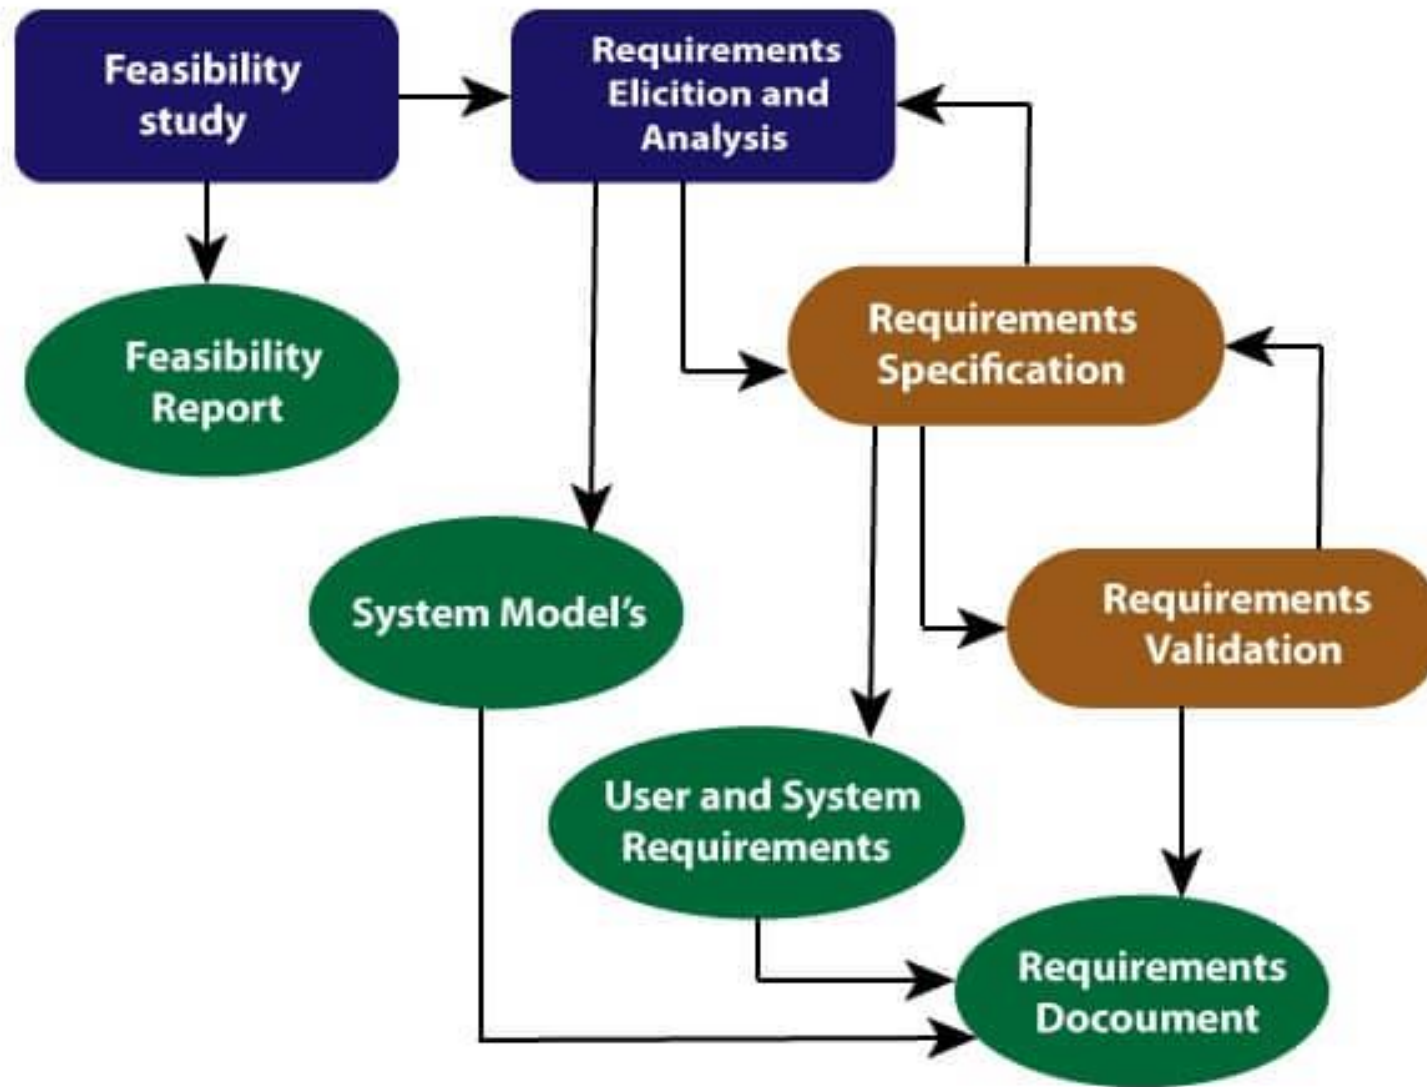 Feasibility
study
Requirements
Elicition and
Analysis
Feasibility
Report
Requirements
Specification
System Model's
Requirements
Validation
User and System
Requirements
Requirements
Docoument